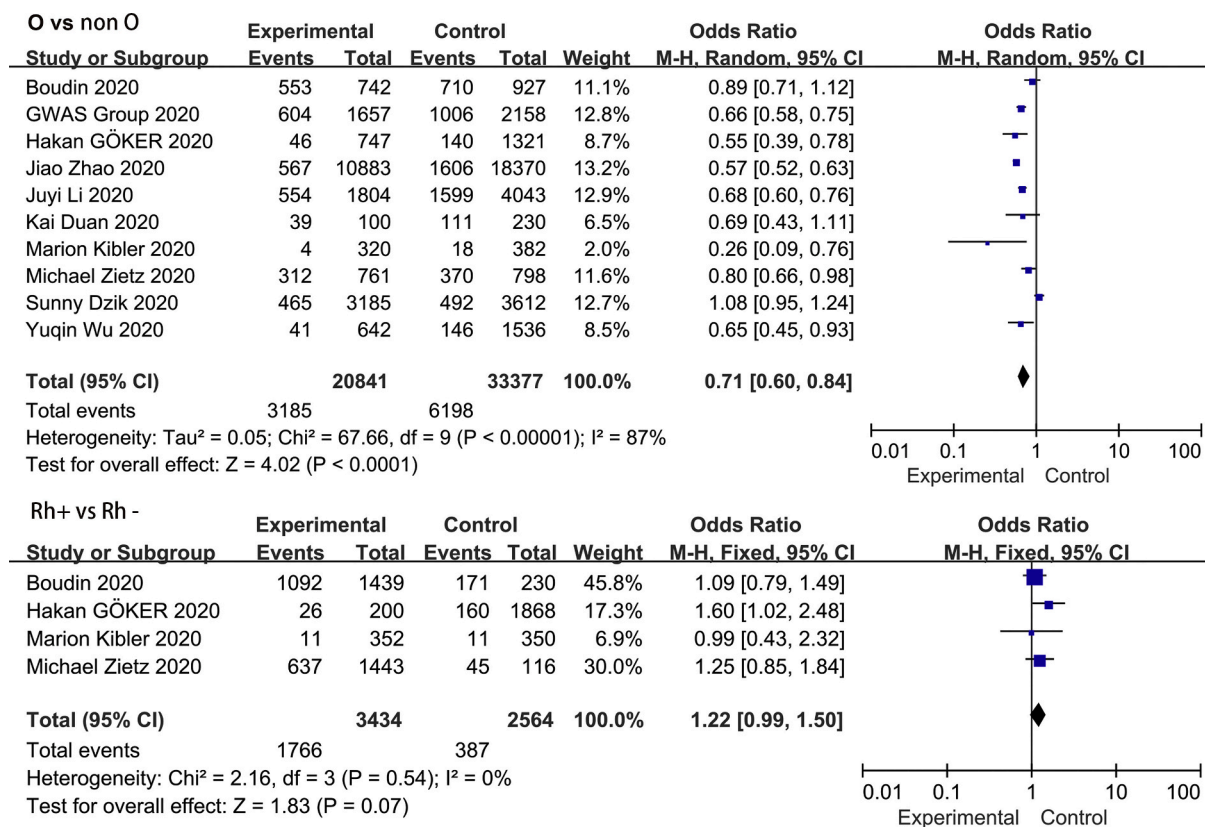 O vs non O
Experimental Control Odds Ratio Odds Ratio
Study or Subgroup Events Total Events Total Weight M-H, Random, 95% CI M-H, Random, 95% CI
Boudin 2020 553 742 710 927 11.1% 0.89 [0.71, 1.12]
GWAS Group 2020 604 1657 1006 2158 12.8% 0.66 [0.58, 0.75]
Hakan GÖKER 2020 46 747 140 1321 8.7% 0.55 [0.39, 0.78]
Jiao Zhao 2020 567 10883 1606 18370 13.2% 0.57 [0.52, 0.63]
Juyi Li 2020 554 1804 1599 4043 12.9% 0.68 [0.60, 0.76]
Kai Duan 2020 39 100 111 230 6.5% 0.69 [0.43, 1.11]
Marion Kibler 2020 4 320 18 382 2.0% 0.26 [0.09, 0.76]
Michael Zietz 2020 312 761 370 798 11.6% 0.80 [0.66, 0.98]
Sunny Dzik 2020 465 3185 492 3612 12.7% 1.08 [0.95, 1.24]
Yuqin Wu 2020 41 642 146 1536 8.5% 0.65 [0.45, 0.93]
Total (95% CI) 20841 33377 100.0% 0.71 [0.60, 0.84]
Total events 3185 6198
Heterogeneity: Tau² = 0.05; Chi² = 67.66, df = 9 (P < 0.00001); I² = 87%
Test for overall effect: Z = 4.02 (P < 0.0001)
0.01 0.1 1 10 100
Experimental Control
Rh+ vs Rh -
Experimental Control Odds Ratio Odds Ratio
Study or Subgroup Events Total Events Total Weight M-H, Fixed, 95% CI M-H, Fixed, 95% CI
Boudin 2020 1092 1439 171 230 45.8% 1.09 [0.79, 1.49]
Hakan GÖKER 2020 26 200 160 1868 17.3% 1.60 [1.02, 2.48]
Marion Kibler 2020 11 352 11 350 6.9% 0.99 [0.43, 2.32]
Michael Zietz 2020 637 1443 45 116 30.0% 1.25 [0.85, 1.84]
Total (95% CI) 3434 2564 100.0% 1.22 [0.99, 1.50]
Total events 1766 387
Heterogeneity: Chi² = 2.16, df = 3 (P = 0.54); I² = 0%
Test for overall effect: Z = 1.83 (P = 0.07)
0.01 0.1 1 10 100
Experimental Control